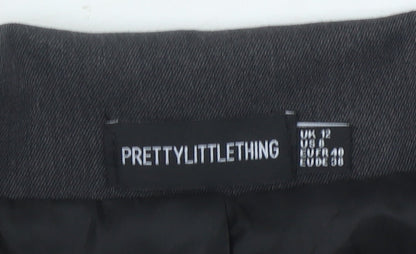 PRETTYLITTLETHING
UK 12
US 8
EU FR 40
EU DE 38